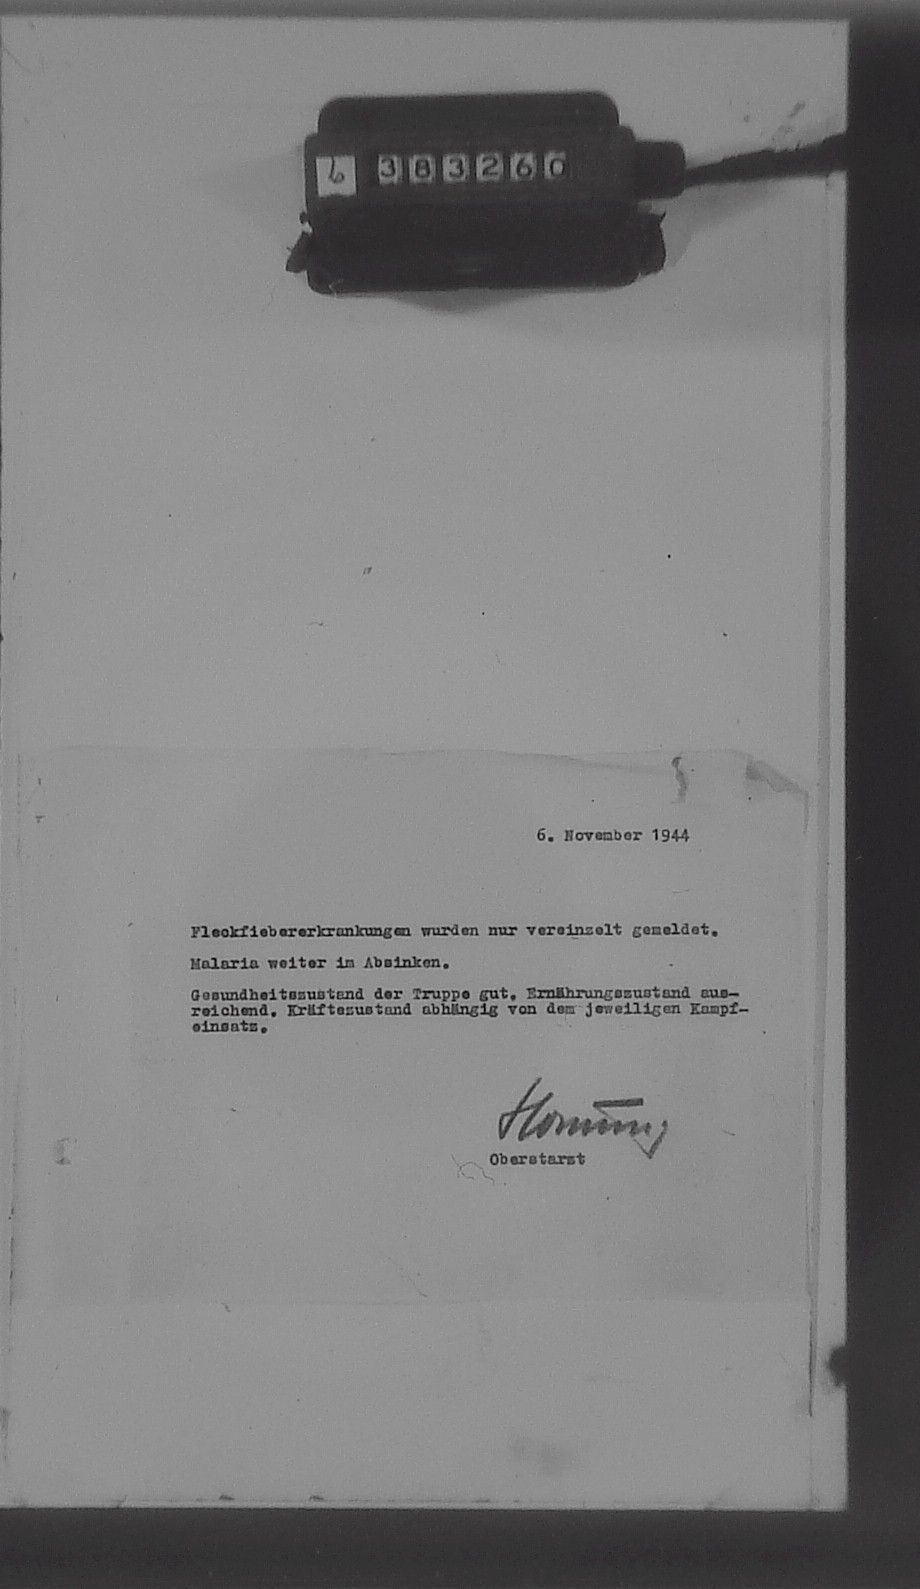 6 383260
6. November 1944
Fleckfiebererkrankungen wurden nur vereinzelt gemeldet.
Malaria weiter im Absinken.
Gesundheitszustand der Truppe gut. Ernährungszustand aus-
reichend. Kräftezustand abhängig von dem jeweiligen Kampf-
einsatz.
Hornung
Oberstarzt